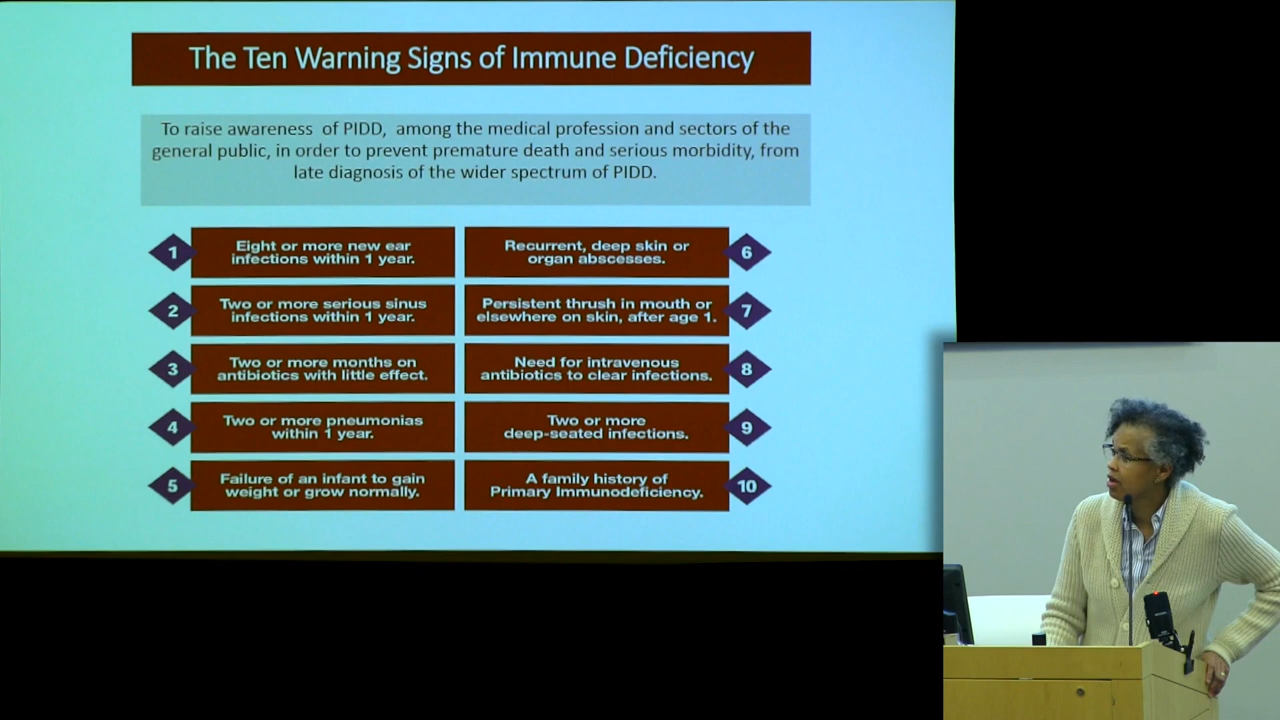 The Ten Warning Signs of Immune Deficiency
To raise awareness of PIDD, among the medical profession and sectors of the
general public, in order to prevent premature death and serious morbidity, from
late diagnosis of the wider spectrum of PIDD.
1
Eight or more new ear
infections within 1 year.
2
Two or more serious sinus
infections within 1 year.
3
Two or more months on
antibiotics with little effect.
4
Two or more pneumonias
within 1 year.
5
Failure of an infant to gain
weight or grow normally.
Recurrent, deep skin or
organ abscesses.
6
Persistent thrush in mouth or
elsewhere on skin, after age 1.
7
Need for intravenous
antibiotics to clear infections.
8
Two or more
deep-seated infections.
9
A family history of
Primary Immunodeficiency.
10